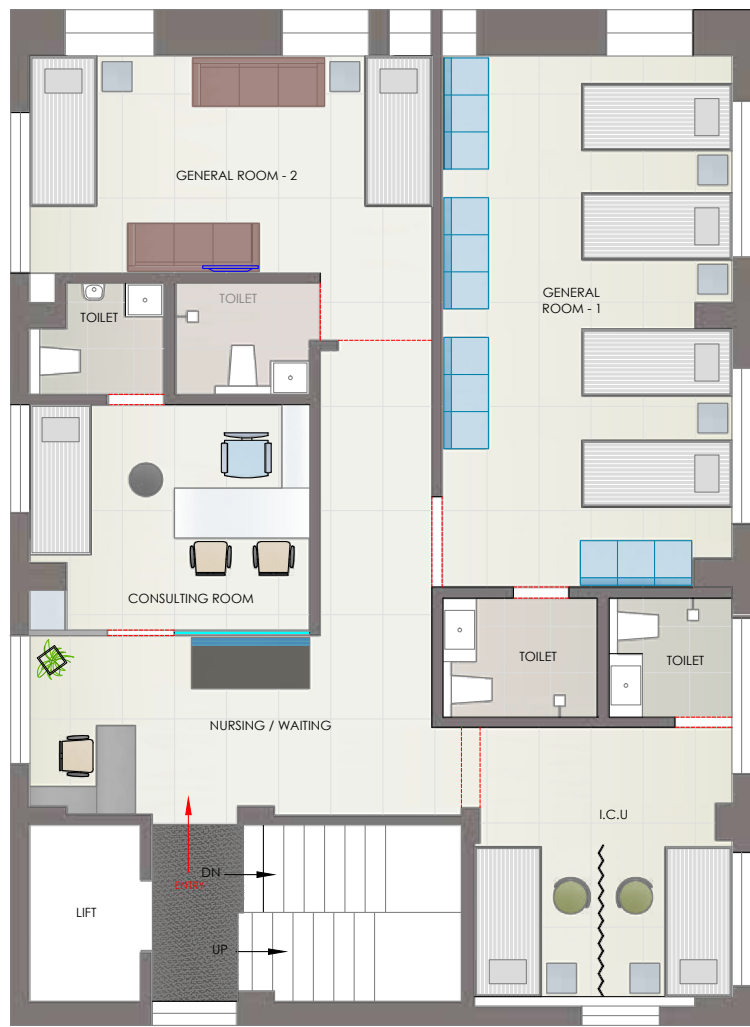 GENERAL ROOM - 2
GENERAL
ROOM - 1
TOILET
TOILET
CONSULTING ROOM
TOILET
TOILET
NURSING / WAITING
I.C.U
DN
ENTRY
LIFT
UP